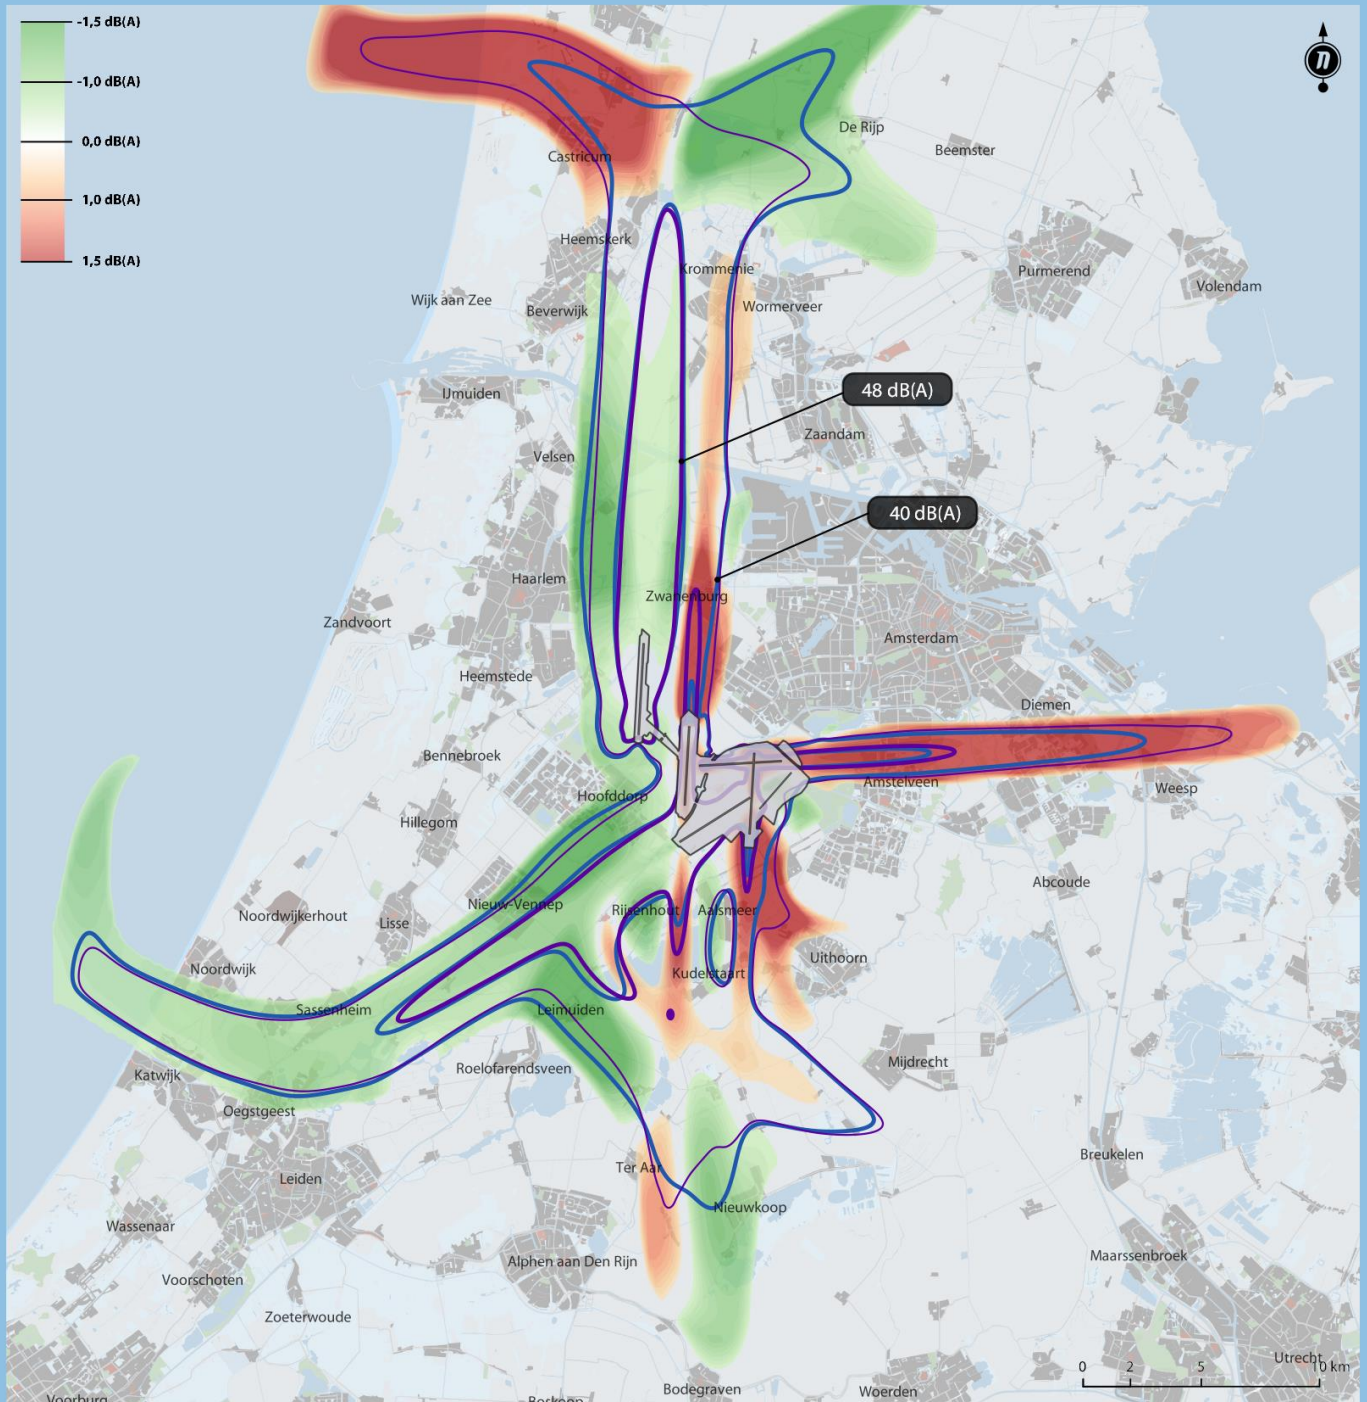 -1,5 dB(A)
-1,0 dB(A)
0,0 dB(A)
1,0 dB(A)
1,5 dB(A)
n
De Rijp
Beemster
Castricum
Heemskerk
Krommenie
Purmerend
Volendam
Wijk aan Zee
Beverwijk
Wormerveer
48 dB(A)
IJmuiden
Zaandam
Velsen
40 dB(A)
Haarlem
Zwanenburg
Zandvoort
Amsterdam
Heemstede
Diemen
Bennebroek
Amstelveen
Weesp
Hoofddorp
Hillegom
Abcoude
Nieuw-Vennep
Rijsenhout
Aalsmeer
Noordwijkerhout
Lisse
Uithoorn
Noordwijk
Kudelstaart
Sassenheim
Leimuiden
Mijdrecht
Roelofarendsveen
Katwijk
Oegstgeest
Breukelen
Ter Aar
Leiden
Nieuwkoop
Wassenaar
Maarssenbroek
Alphen aan Den Rijn
Voorschoten
Zoeterwoude
Utrecht
0 2 5 10 km
Bodegraven
Woerden
Voorburg
Boskoop